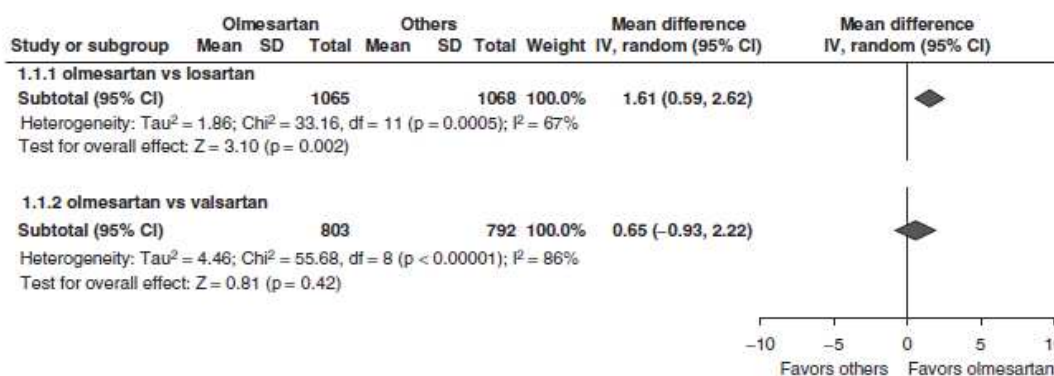 Olmesartan Others Mean difference Mean difference
Study or subgroup Mean SD Total Mean SD Total Weight IV, random (95% CI) IV, random (95% CI)
1.1.1 olmesartan vs losartan
Subtotal (95% CI) 1065 1068 100.0% 1.61 (0.59, 2.62)
Heterogeneity: Tau² = 1.86; Chi² = 33.16, df = 11 (p = 0.0005); I² = 67%
Test for overall effect: Z = 3.10 (p = 0.002)
1.1.2 olmesartan vs valsartan
Subtotal (95% CI) 803 792 100.0% 0.65 (−0.93, 2.22)
Heterogeneity: Tau² = 4.46; Chi² = 55.68, df = 8 (p < 0.00001); I² = 86%
Test for overall effect: Z = 0.81 (p = 0.42)
−10 −5 0 5
Favors others Favors olmesartan